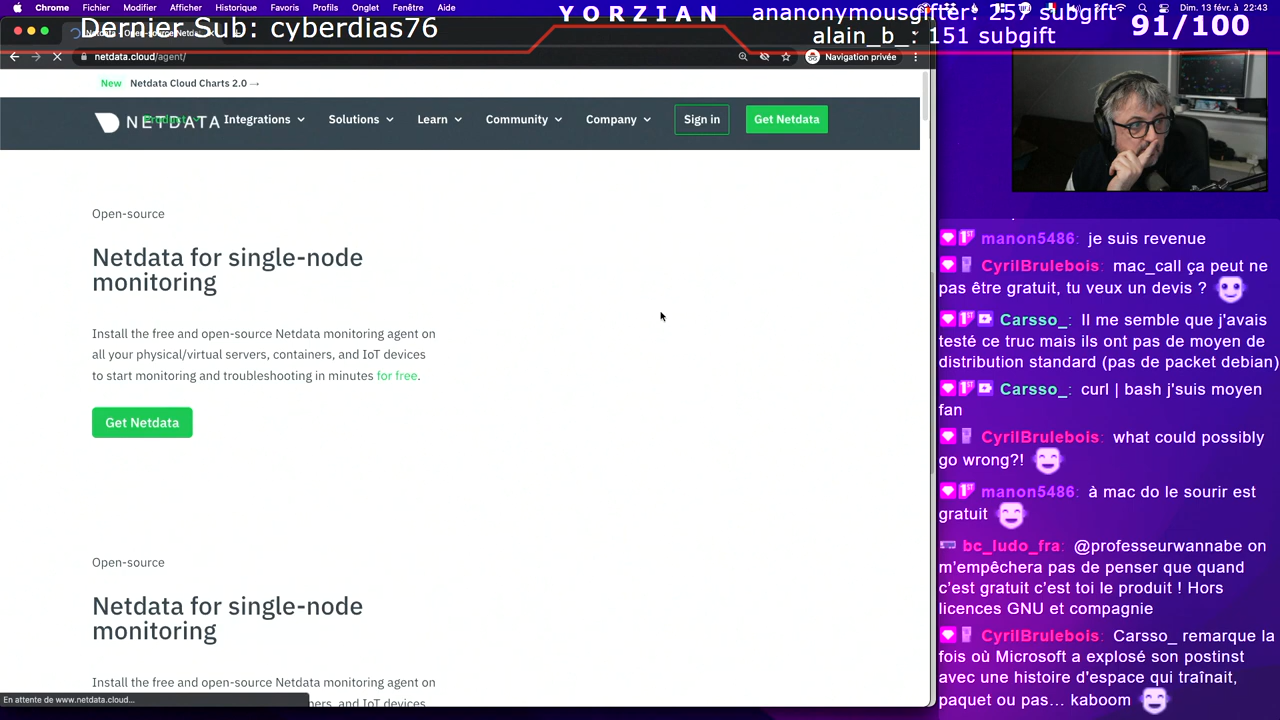 Chrome Fichier Modifier Afficher Historique Favoris Profils Onglet Fenêtre Aide
Dim. 13 févr. à 22:43
Dernier Sub: cyberdias76
YORZIAN
ananonymousgifter: 257 subgift
alain_b_: 151 subgift
91/100
netdata.cloud/agent/
Navigation privée
New Netdata Cloud Charts 2.0 →
NETDATA
Product
Integrations
Solutions
Learn
Community
Company
Sign in
Get Netdata
Open-source
Netdata for single-node
monitoring
Install the free and open-source Netdata monitoring agent on
all your physical/virtual servers, containers, and IoT devices
to start monitoring and troubleshooting in minutes for free.
Get Netdata
Open-source
Netdata for single-node
monitoring
Install the free and open-source Netdata monitoring agent on
ners, and IoT devices
En attente de www.netdata.cloud...
manon5486: je suis revenue
CyrilBrulebois: mac_call ça peut ne
pas être gratuit, tu veux un devis ?
Carsso_: Il me semble que j'avais
testé ce truc mais ils ont pas de moyen de
distribution standard (pas de packet debian)
Carsso_: curl | bash j'suis moyen
fan
CyrilBrulebois: what could possibly
go wrong?!
manon5486: à mac do le sourir est
gratuit
bc_ludo_fra: @professeurwannabe on
m'empêchera pas de penser que quand
c'est gratuit c'est toi le produit ! Hors
licences GNU et compagnie
CyrilBrulebois: Carsso_ remarque la
fois où Microsoft a explosé son postinst
avec une histoire d'espace qui traînait,
paquet ou pas... kaboom